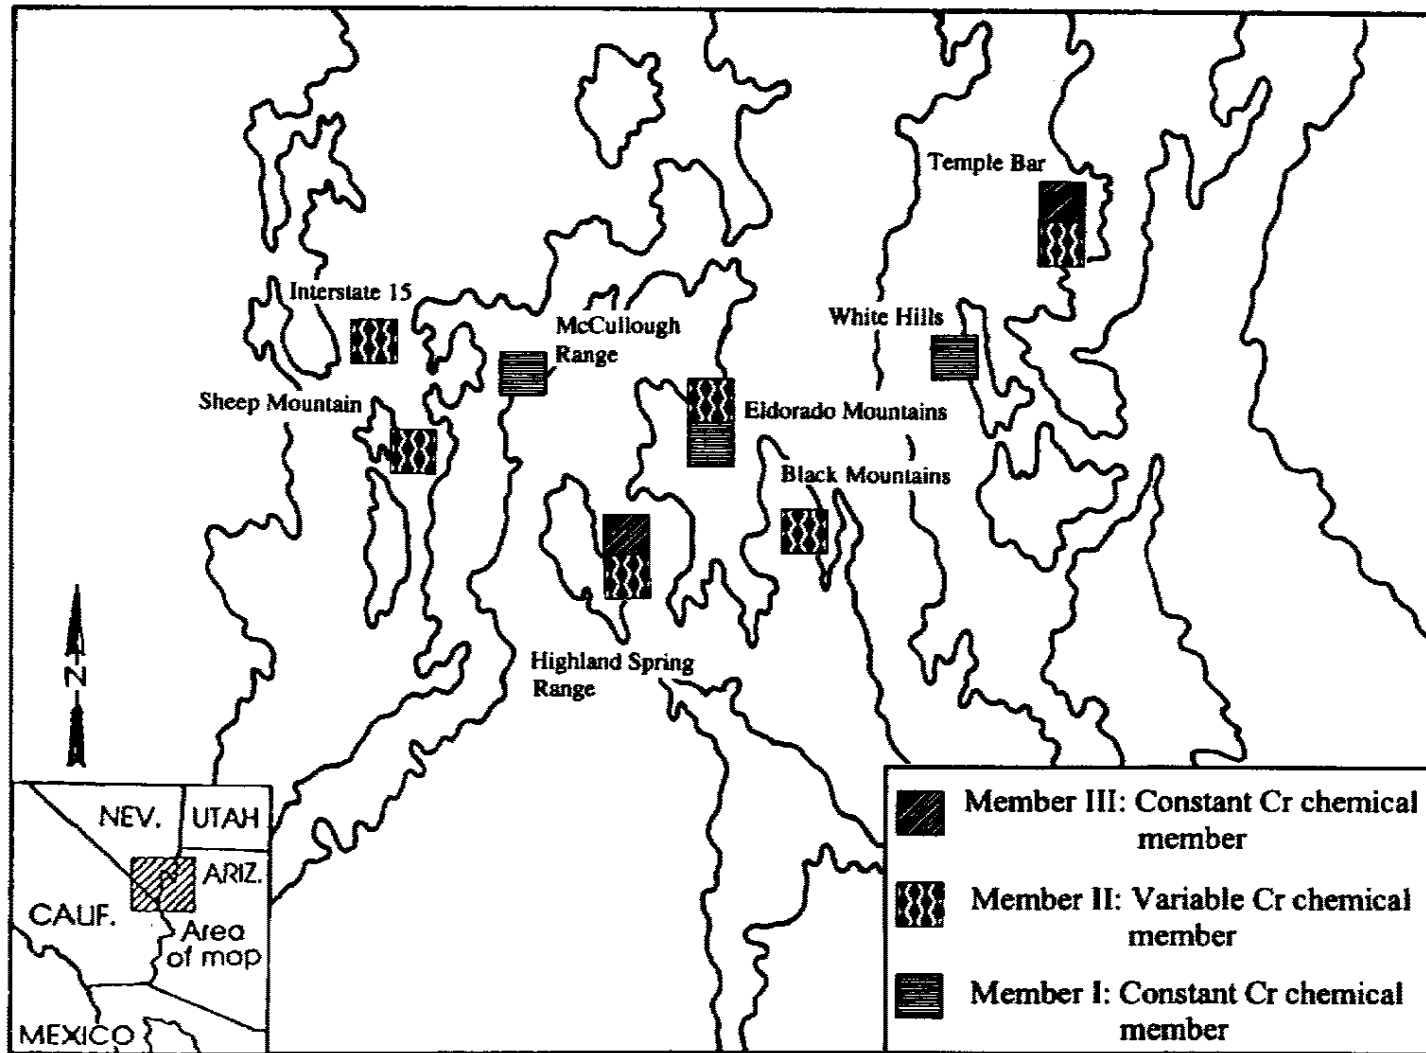 Temple Bar
Interstate 15
White Hills
McCullough
Range
Sheep Mountain
Eldorado Mountains
Black Mountains
Highland Spring
Range
N
NEV.
UTAH
ARIZ.
CALIF.
Area
of map
MEXICO
Member III: Constant Cr chemical
member
Member II: Variable Cr chemical
member
Member I: Constant Cr chemical
member